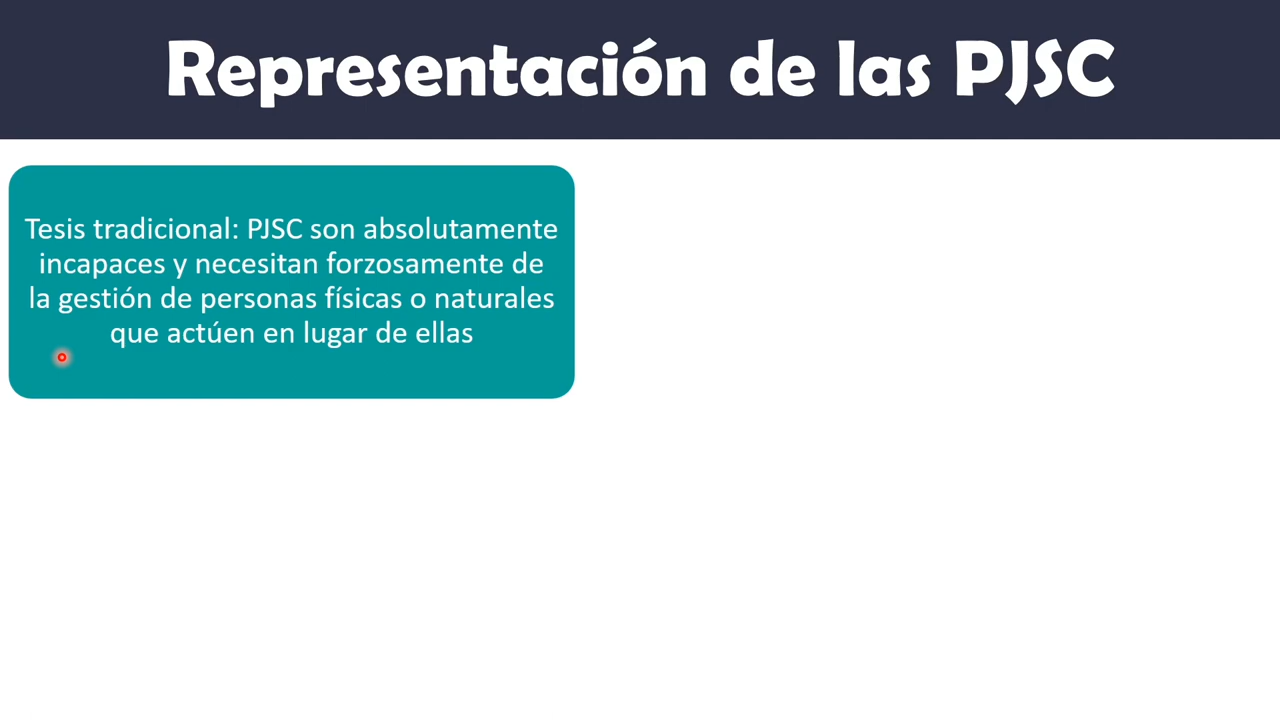 Representación de las PJSC
Tesis tradicional: PJSC son absolutamente
incapaces y necesitan forzosamente de
la gestión de personas físicas o naturales
que actúen en lugar de ellas